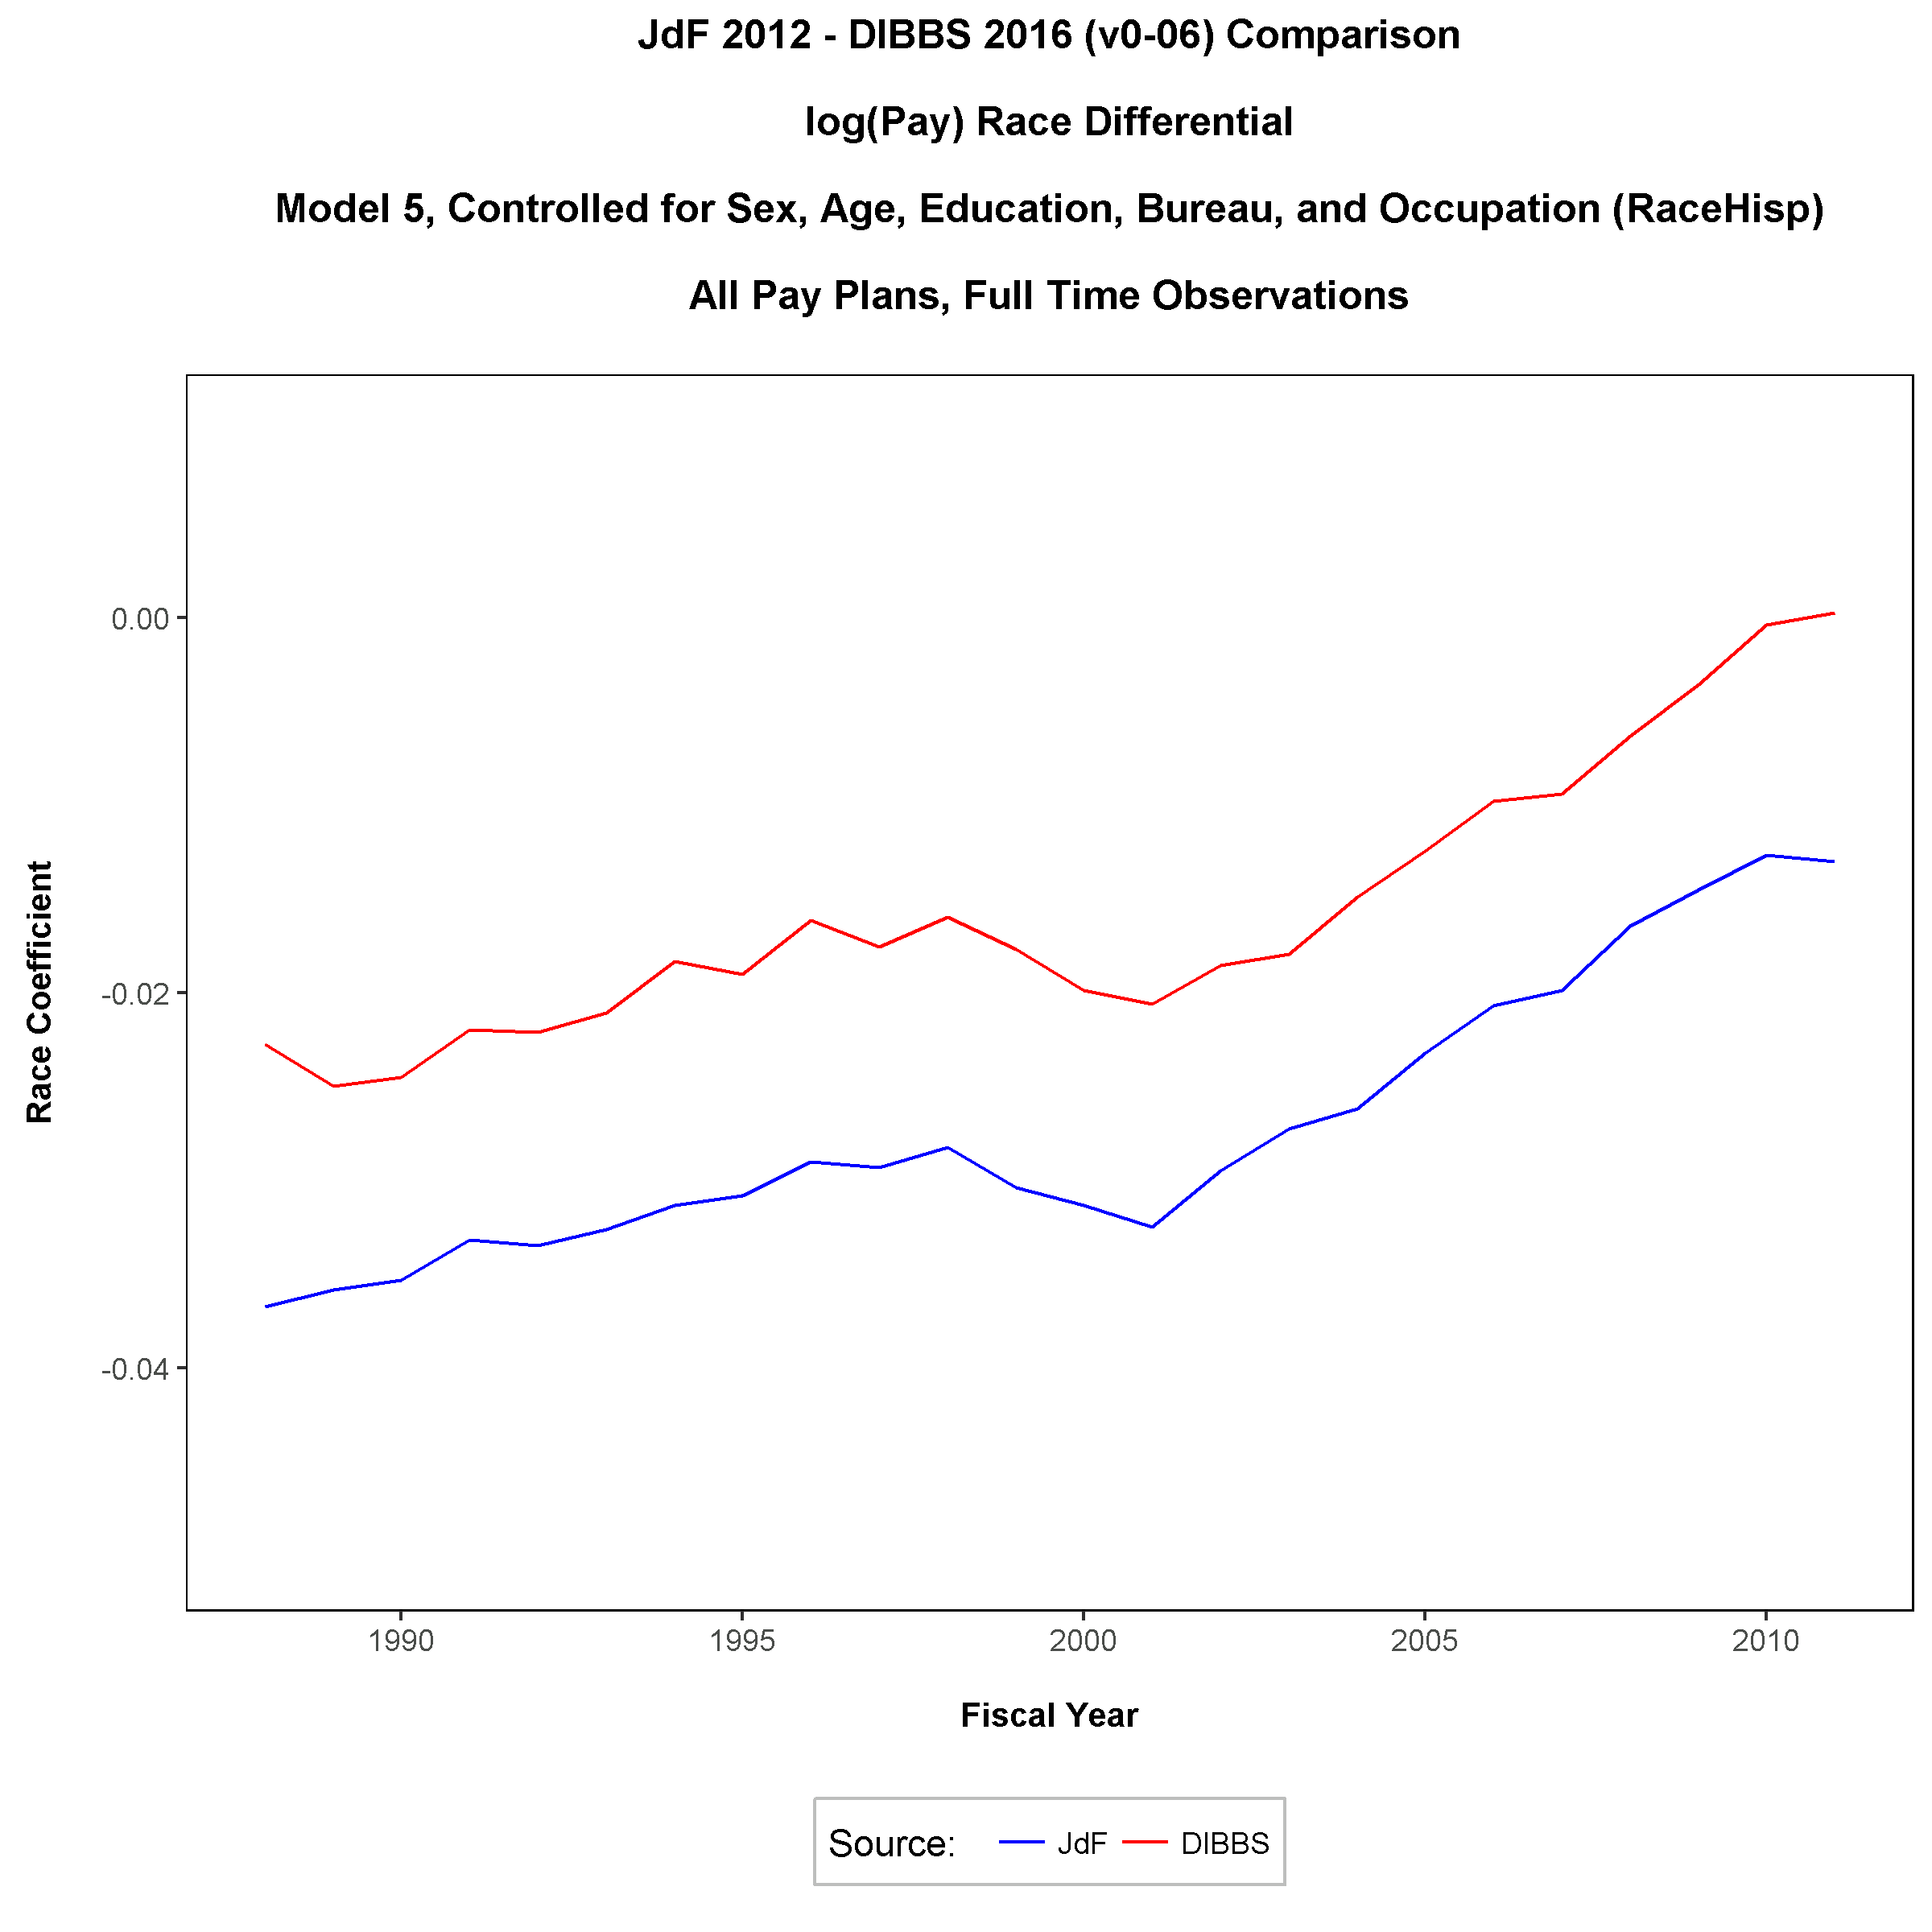 JdF 2012 - DIBBS 2016 (v0-06) Comparison
log(Pay) Race Differential
Model 5, Controlled for Sex, Age, Education, Bureau, and Occupation (RaceHisp)
All Pay Plans, Full Time Observations
Race Coefficient
0.00
-0.02
-0.04
1990 1995 2000 2005 2010
Fiscal Year
Source: JdF DIBBS